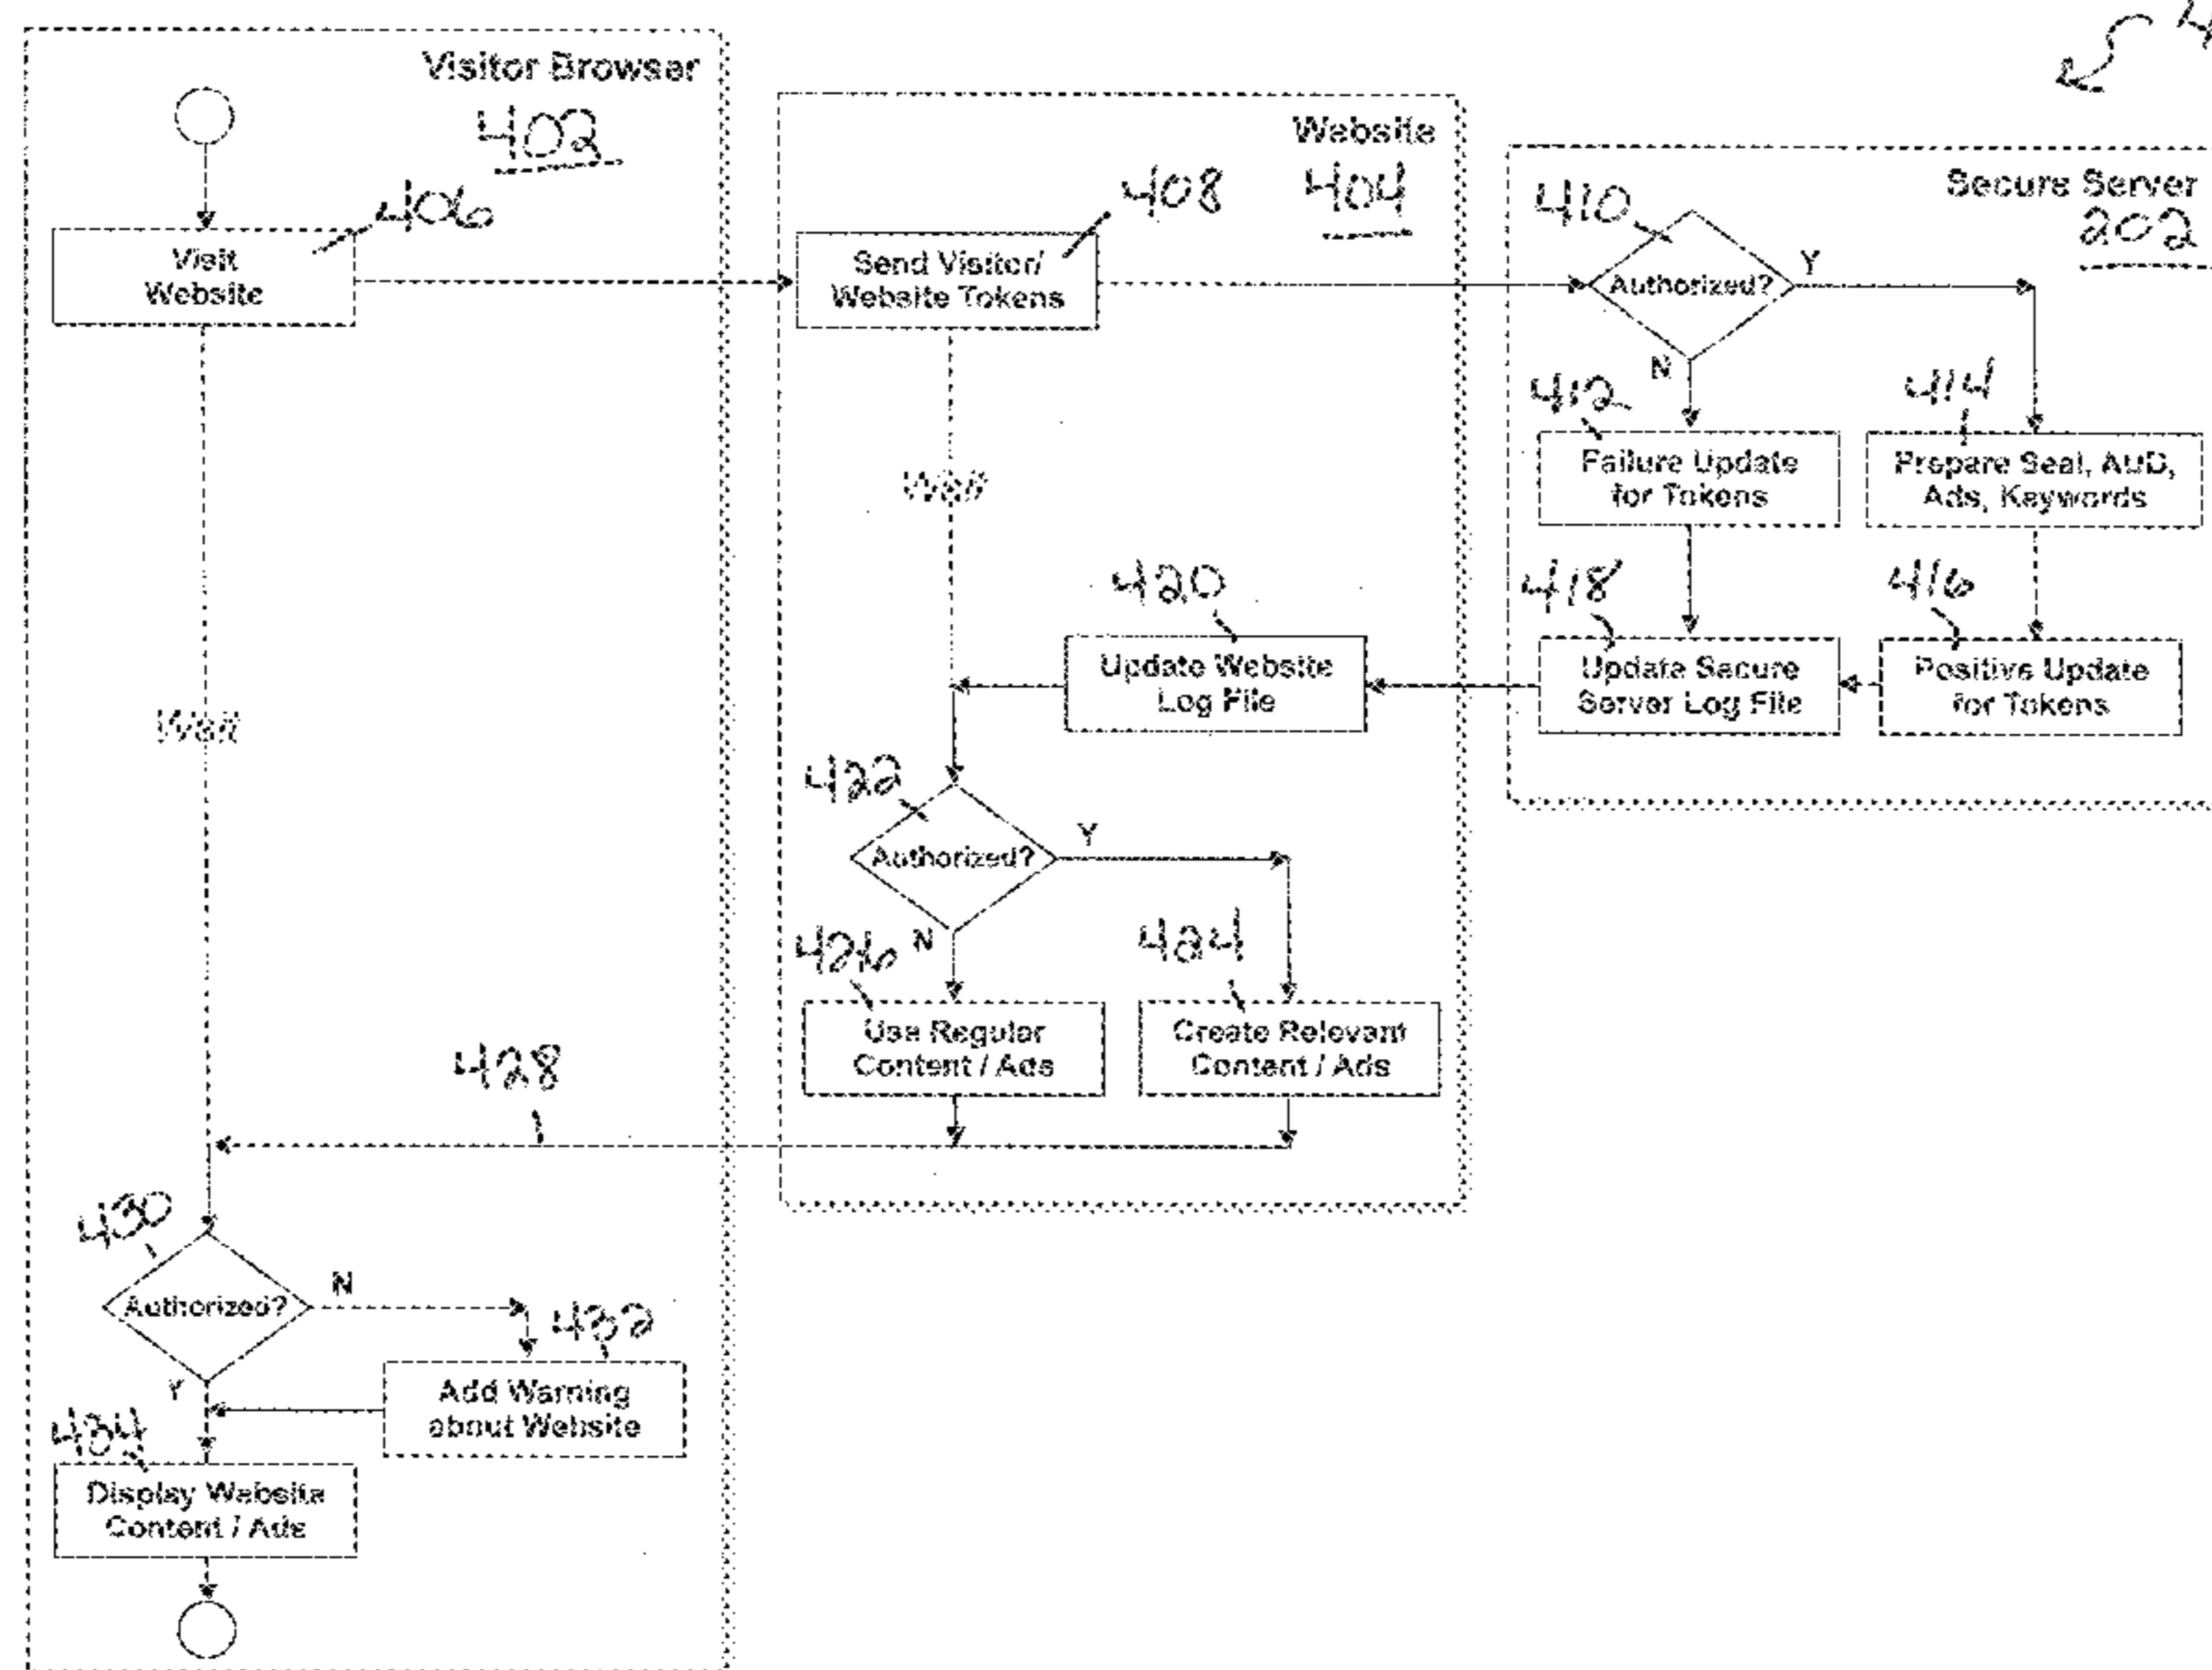 Visitor Browser
402
406
Visit
Website
Wait
Website
404
408
Send Visitor/
Website Tokens
Wait
Secure Server
202
410
Authorized?
Y
N
412
Failure Update
for Tokens
414
Prepare Seal, AUD,
Ads, Keywords
418
Update Secure
Server Log File
416
Positive Update
for Tokens
420
Update Website
Log File
422
Authorized?
Y
N
426
Use Regular
Content / Ads
424
Create Relevant
Content / Ads
428
430
Authorized?
N
Y
432
Add Warning
about Website
434
Display Website
Content / Ads